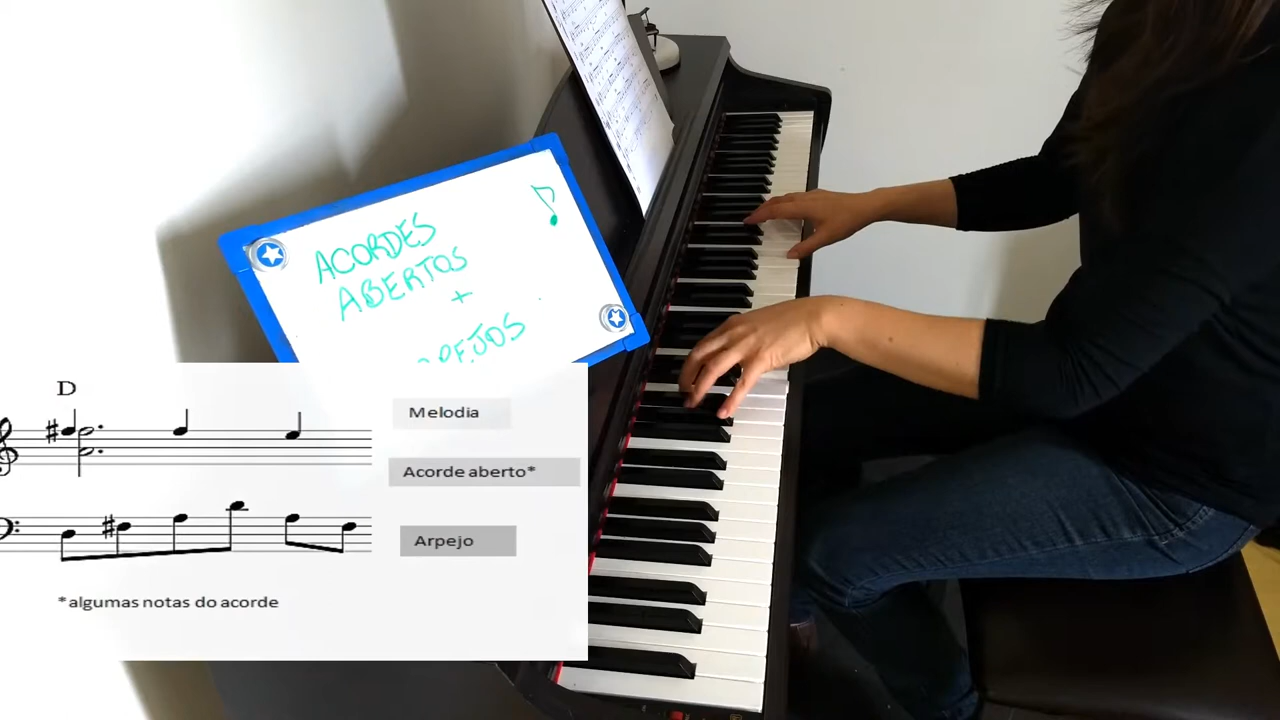 ACORDES
ABERTOS
+
D
Melodia
Acorde aberto*
Arpejo
*algumas notas do acorde